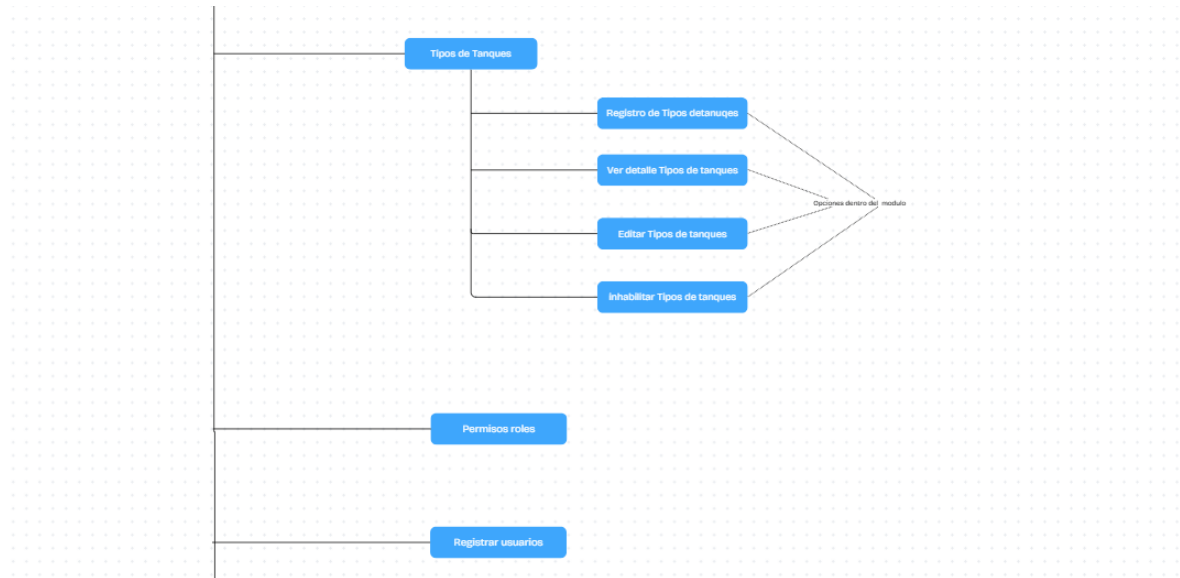 Tipos de Tanques
Registro de Tipos detanuqes
Ver detalle Tipos de tanques
Opciones dentro del modulo
Editar Tipos de tanques
inhabilitar Tipos de tanques
Permisos roles
Registrar usuarios